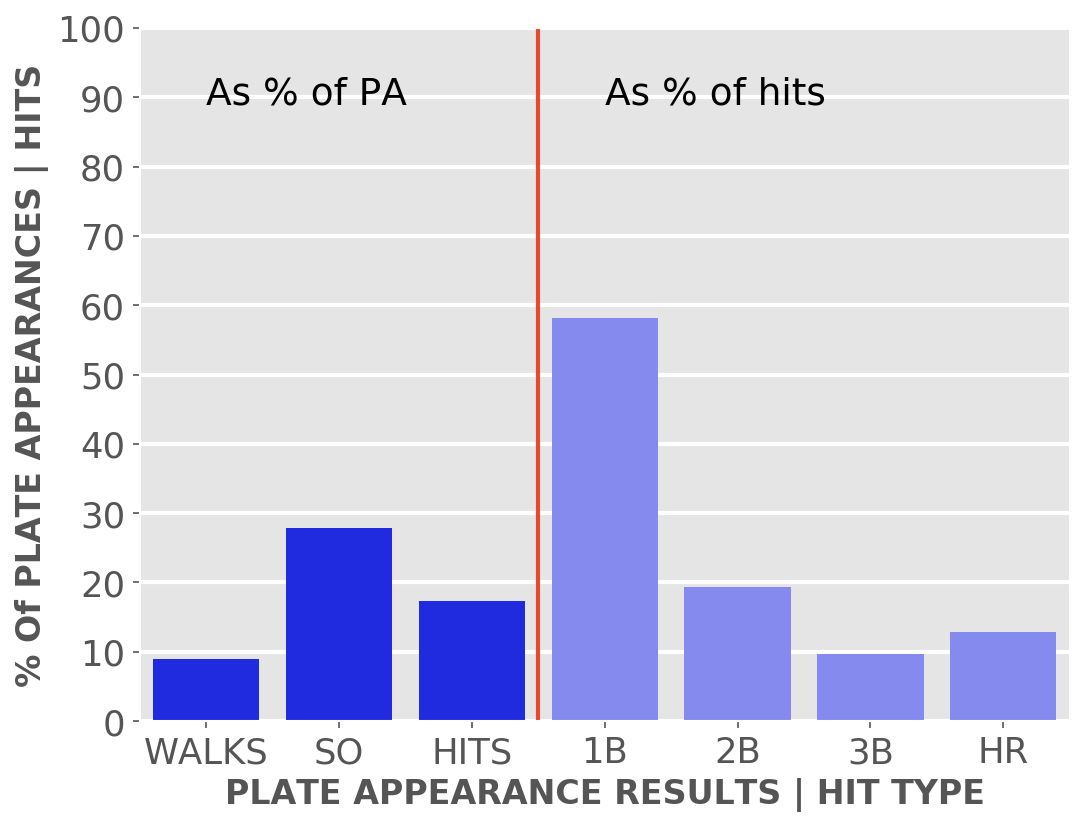 % Of PLATE APPEARANCES | HITS
100
90
80
70
60
50
40
30
20
10
0
As % of PA
As % of hits
WALKS SO HITS 1B 2B 3B HR
PLATE APPEARANCE RESULTS | HIT TYPE